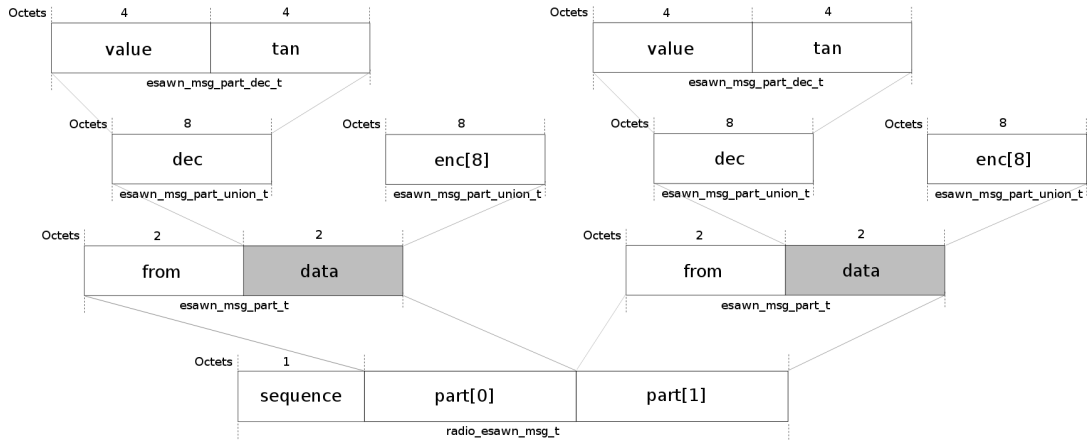 Octets 4 4 Octets 4 4
value tan value tan
esawn_msg_part_dec_t esawn_msg_part_dec_t
Octets 8 Octets 8 Octets 8 Octets 8
dec enc[8] dec enc[8]
esawn_msg_part_union_t esawn_msg_part_union_t esawn_msg_part_union_t esawn_msg_part_union_t
Octets 2 2 Octets 2 2
from data from data
esawn_msg_part_t esawn_msg_part_t
Octets 1
sequence part[0] part[1]
radio_esawn_msg_t